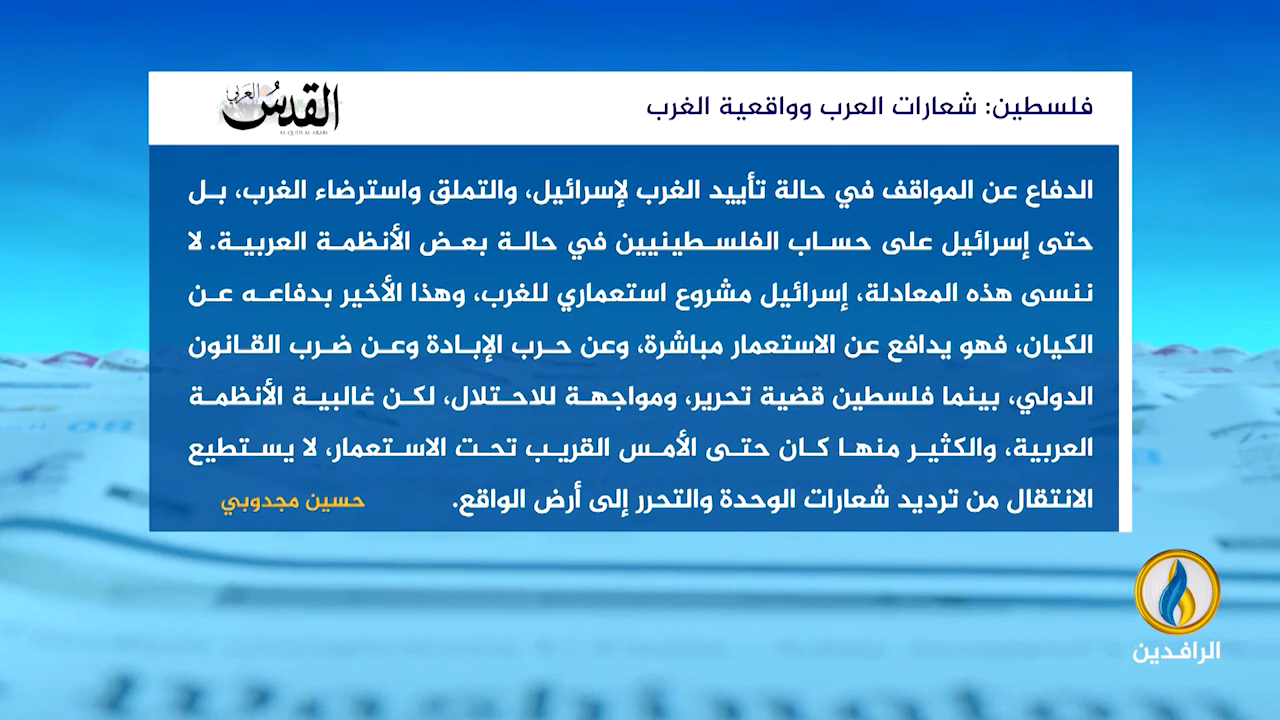 فلسطين: شعارات العرب وواقعية الغرب
القدس العربي
AL-QUDS AL-ARABI
الدفاع عن المواقف في حالة تأييد الغرب لإسرائيل، والتملق واسترضاء الغرب، بل
حتى إسرائيل على حساب الفلسطينيين في حالة بعض الأنظمة العربية. لا
ننسى هذه المعادلة، إسرائيل مشروع استعماري للغرب، وهذا الأخير بدفاعه عن
الكيان، فهو يدافع عن الاستعمار مباشرة، وعن حرب الإبادة وعن ضرب القانون
الدولي، بينما فلسطين قضية تحرير، ومواجهة للاحتلال، لكن غالبية الأنظمة
العربية، والكثير منها كان حتى الأمس القريب تحت الاستعمار، لا يستطيع
الانتقال من ترديد شعارات الوحدة والتحرر إلى أرض الواقع.
حسين مجدوبي
الرافدين